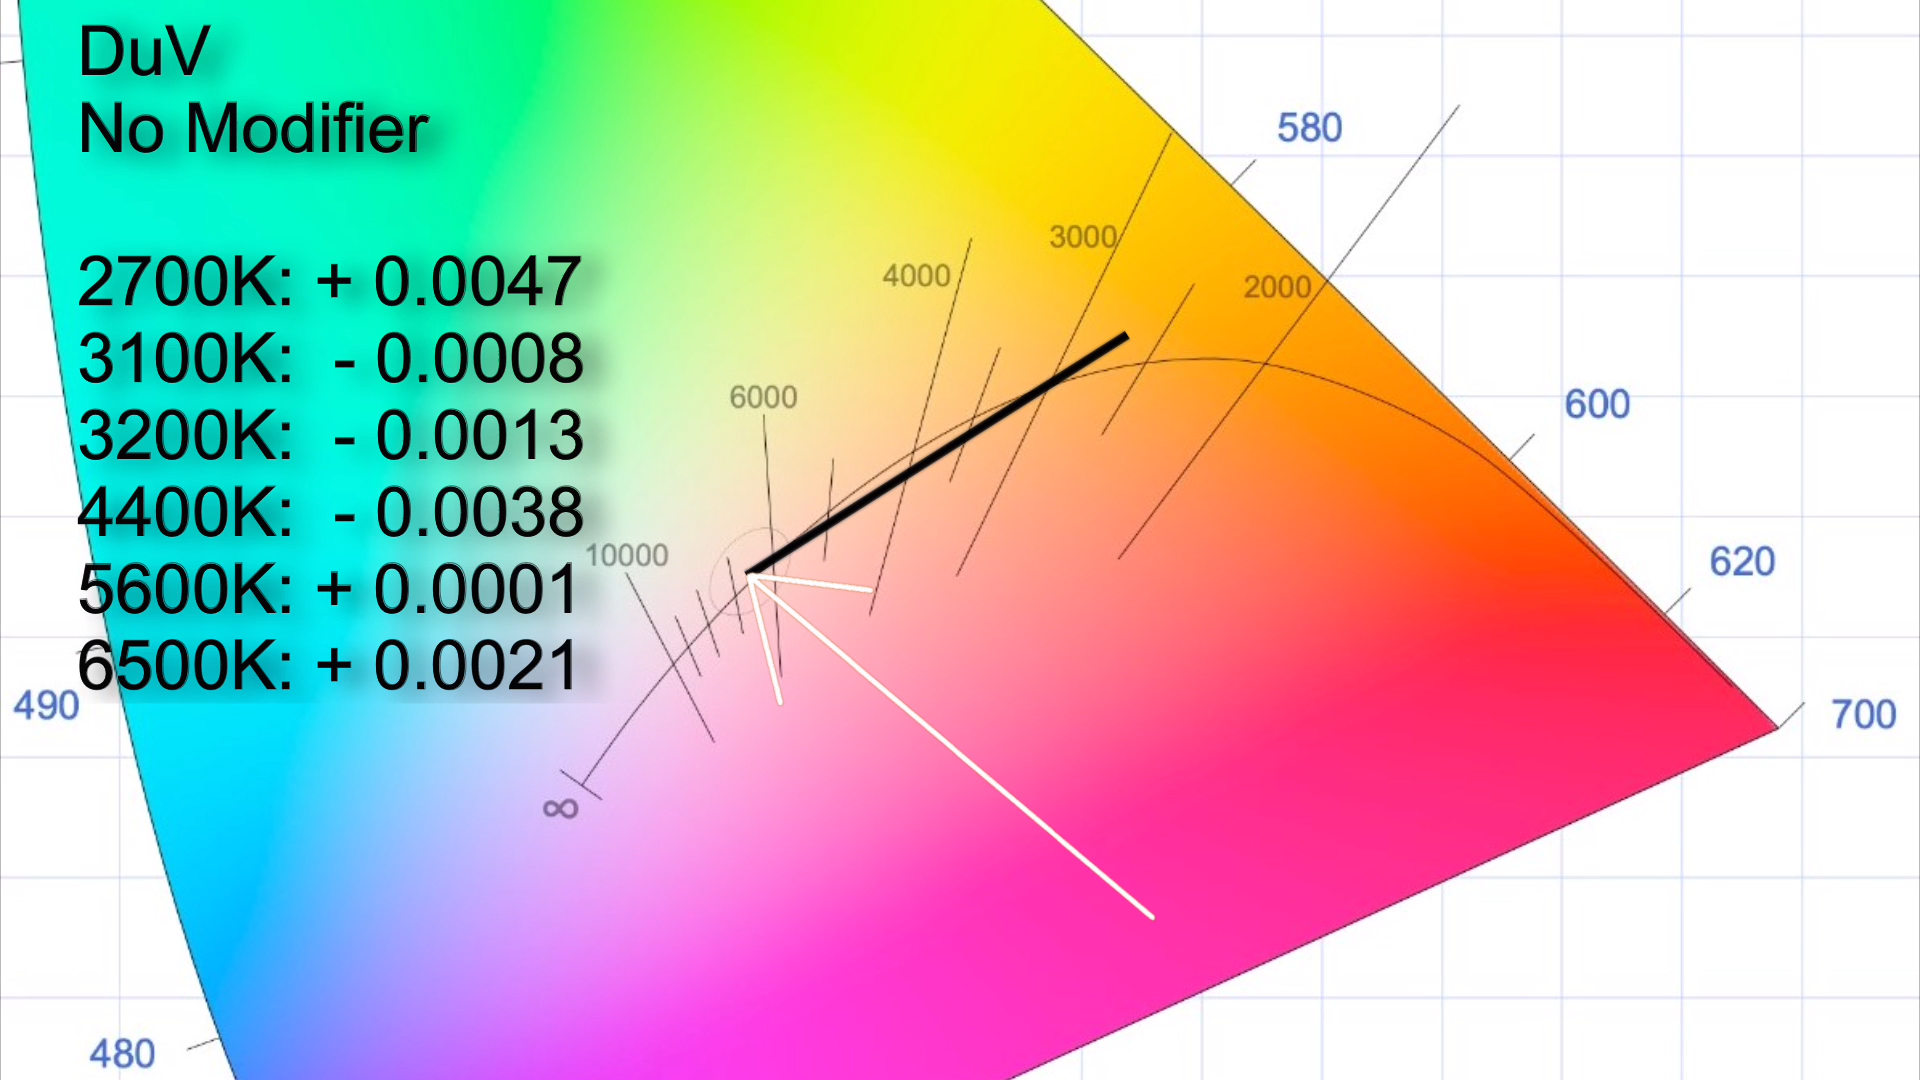 DuV
No Modifier
2700K: + 0.0047
3100K: - 0.0008
3200K: - 0.0013
4400K: - 0.0038
5600K: + 0.0001
6500K: + 0.0021
580
3000
4000
2000
6000
600
10000
620
490
700
∞
480